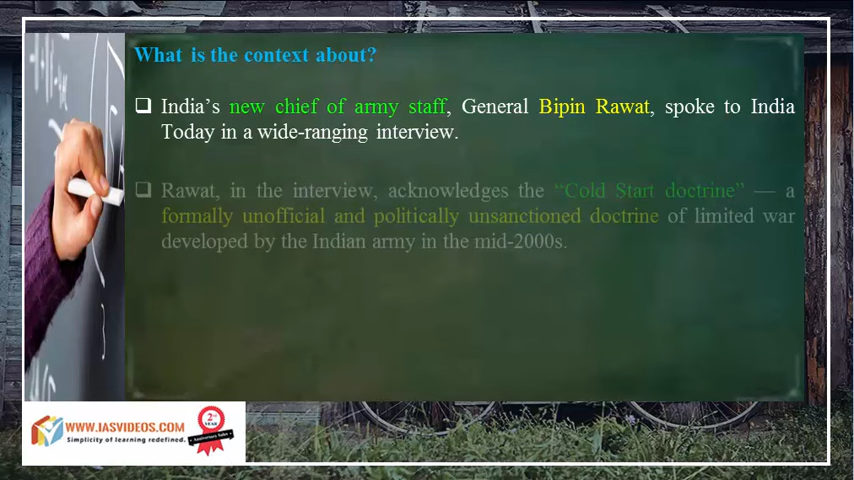 What is the context about?
India's new chief of army staff, General Bipin Rawat, spoke to India
Today in a wide-ranging interview.
Rawat, in the interview, acknowledges the “Cold Start doctrine” — a
formally unofficial and politically unsanctioned doctrine of limited war
developed by the Indian army in the mid-2000s.
WWW.IASVIDEOS.COM
Simplicity of learning redefined.